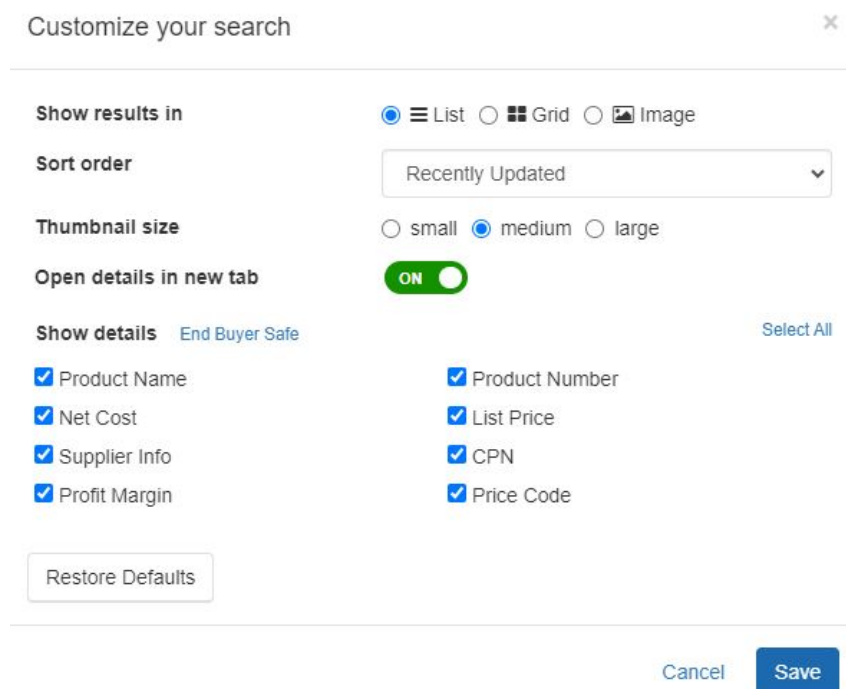 Customize your search ×
Show results in List Grid Image
Sort order Recently Updated
Thumbnail size small medium large
Open details in new tab ON
Show details End Buyer Safe Select All
Product Name Product Number
Net Cost List Price
Supplier Info CPN
Profit Margin Price Code
Restore Defaults
Cancel Save